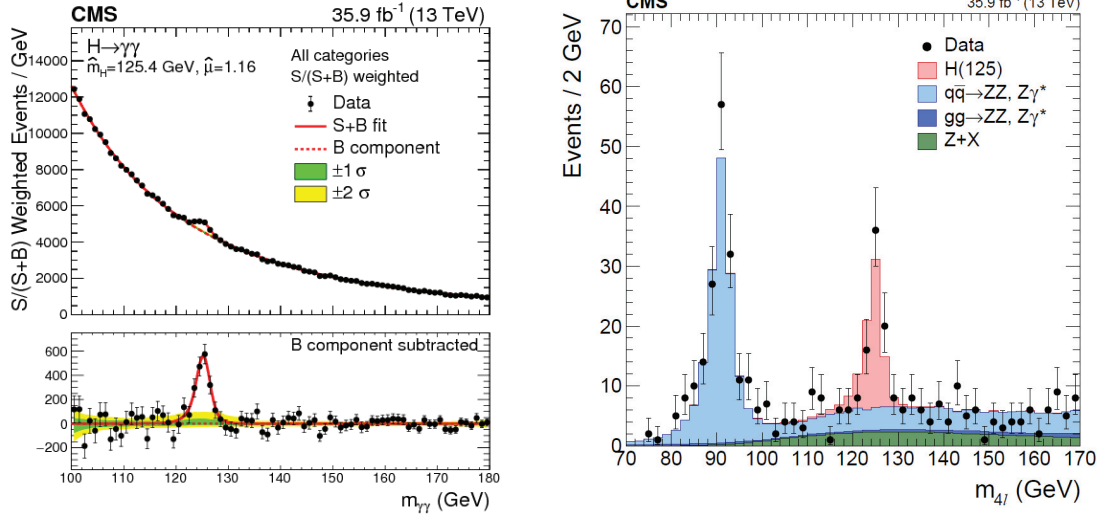 CMS 35.9 fb⁻¹ (13 TeV)
H→γγ
m̂_H=125.4 GeV, μ̂=1.16
All categories
S/(S+B) weighted
Data
S+B fit
B component
±1 σ
±2 σ
S/(S+B) Weighted Events / GeV
14000
12000
10000
8000
6000
4000
2000
0
B component subtracted
600
400
200
0
−200
100 110 120 130 140 150 160 170 180
m_γγ (GeV)
CMS 35.9 fb⁻¹ (13 TeV)
Data
H(125)
qq̄→ZZ, Zγ*
gg→ZZ, Zγ*
Z+X
Events / 2 GeV
70
60
50
40
30
20
10
0
70 80 90 100 110 120 130 140 150 160 170
m_4l (GeV)